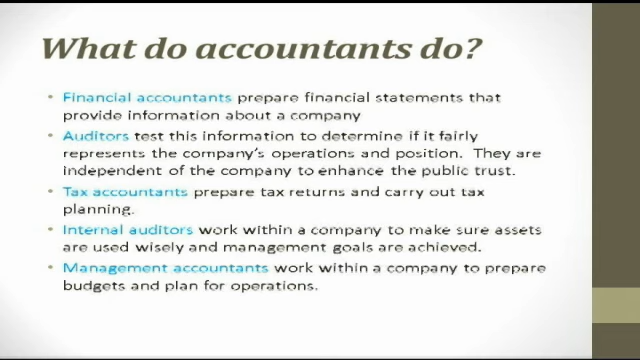 What do accountants do?
• Financial accountants prepare financial statements that
provide information about a company
• Auditors test this information to determine if it fairly
represents the company's operations and position. They are
independent of the company to enhance the public trust.
• Tax accountants prepare tax returns and carry out tax
planning.
• Internal auditors work within a company to make sure assets
are used wisely and management goals are achieved.
• Management accountants work within a company to prepare
budgets and plan for operations.